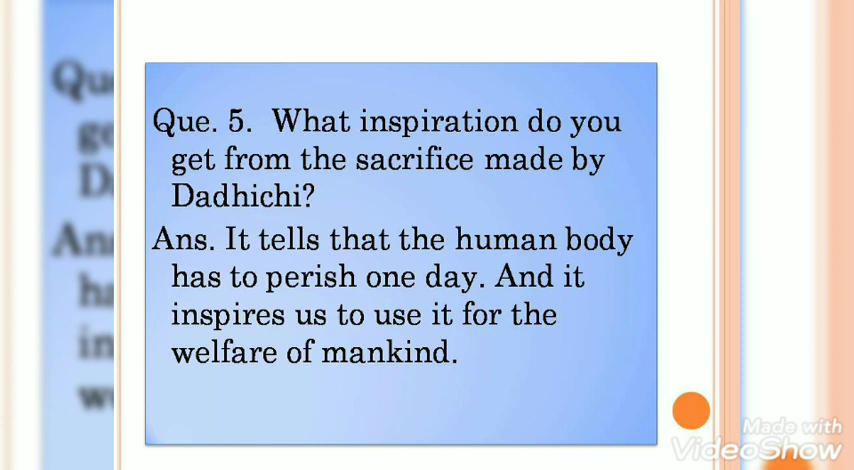 Que. 5.  What inspiration do you
get from the sacrifice made by
Dadhichi?
Ans. It tells that the human body
has to perish one day. And it
inspires us to use it for the
welfare of mankind.
Made with
VideoShow